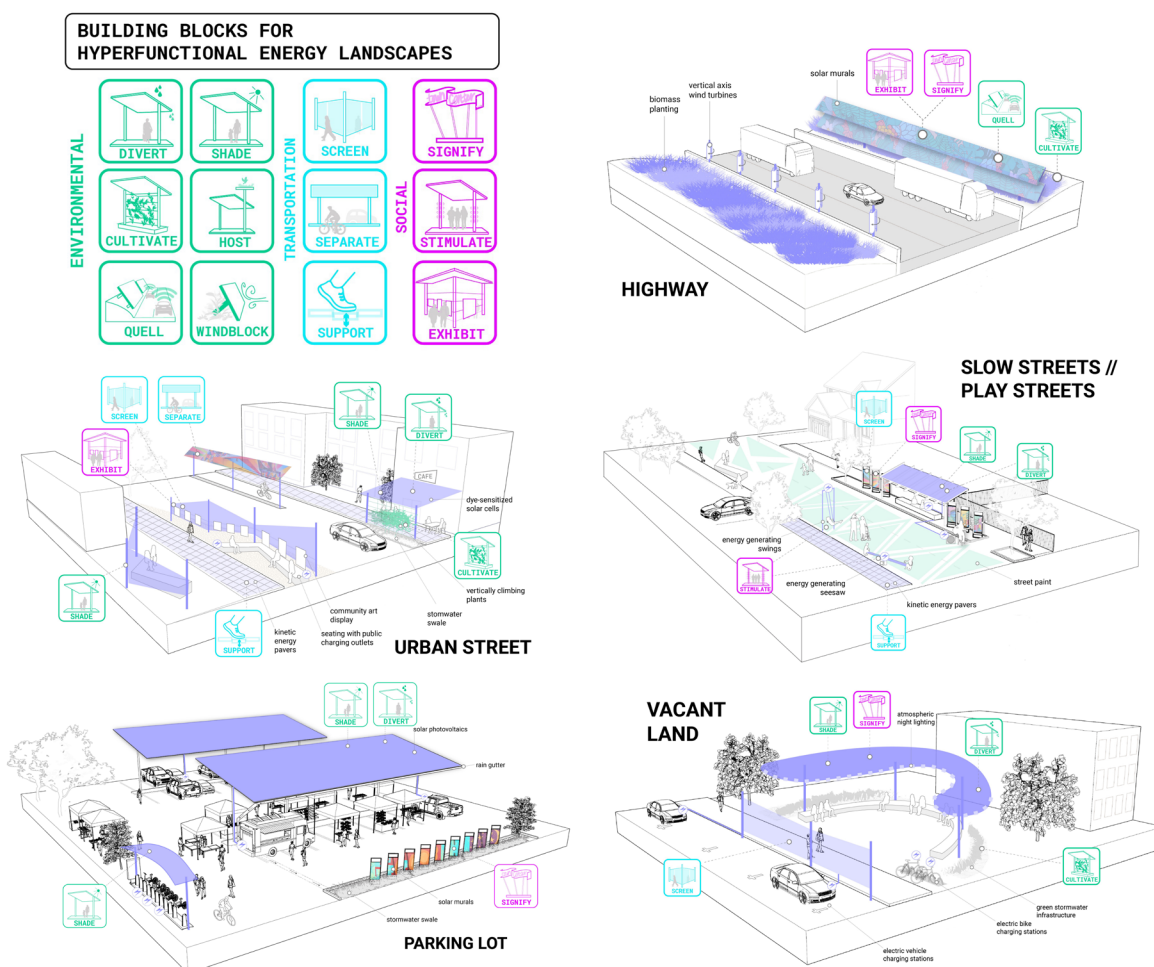 BUILDING BLOCKS FOR
HYPERFUNCTIONAL ENERGY LANDSCAPES
ENVIRONMENTAL
DIVERT
SHADE
CULTIVATE
HOST
QUELL
WINDBLOCK
TRANSPORTATION
SCREEN
SEPARATE
SUPPORT
SOCIAL
SIGNIFY
STIMULATE
EXHIBIT
solar murals
EXHIBIT
SIGNIFY
vertical axis
wind turbines
biomass
planting
QUELL
CULTIVATE
HIGHWAY
SCREEN
SEPARATE
SHADE
DIVERT
EXHIBIT
CAFE
dye-sensitized
solar cells
CULTIVATE
SHADE
vertically climbing
plants
community art
display
stomwater
swale
SUPPORT
kinetic
energy
pavers
seating with public
charging outlets
URBAN STREET
SLOW STREETS //
PLAY STREETS
SCREEN
SIGNIFY
SHADE
DIVERT
energy generating
swings
STIMULATE
energy generating
seesaw
street paint
kinetic energy pavers
SUPPORT
SHADE
DIVERT
solar photovoltaics
rain gutter
SHADE
solar murals
SIGNIFY
stormwater swale
PARKING LOT
VACANT
LAND
SHADE
SIGNIFY
atmospheric
night lighting
DIVERT
SCREEN
CULTIVATE
green stormwater
infrastructure
electric bike
charging stations
electric vehicle
charging stations